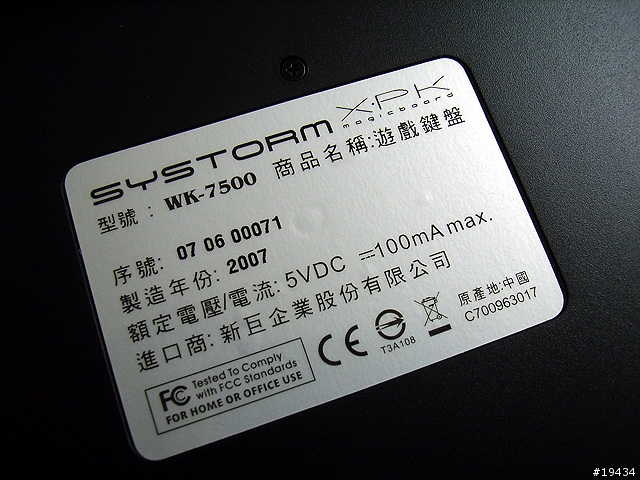 SYSTORM X:PK
magicboard
型號: WK-7500 商品名稱:遊戲鍵盤
序號: 07 06 00071
製造年份: 2007
額定電壓/電流: 5VDC ⎓100mA max.
進口商: 新巨企業股份有限公司
FC Tested To Comply
with FCC Standards
FOR HOME OR OFFICE USE
CE
T3A108
原產地:中國
C700963017
#19434